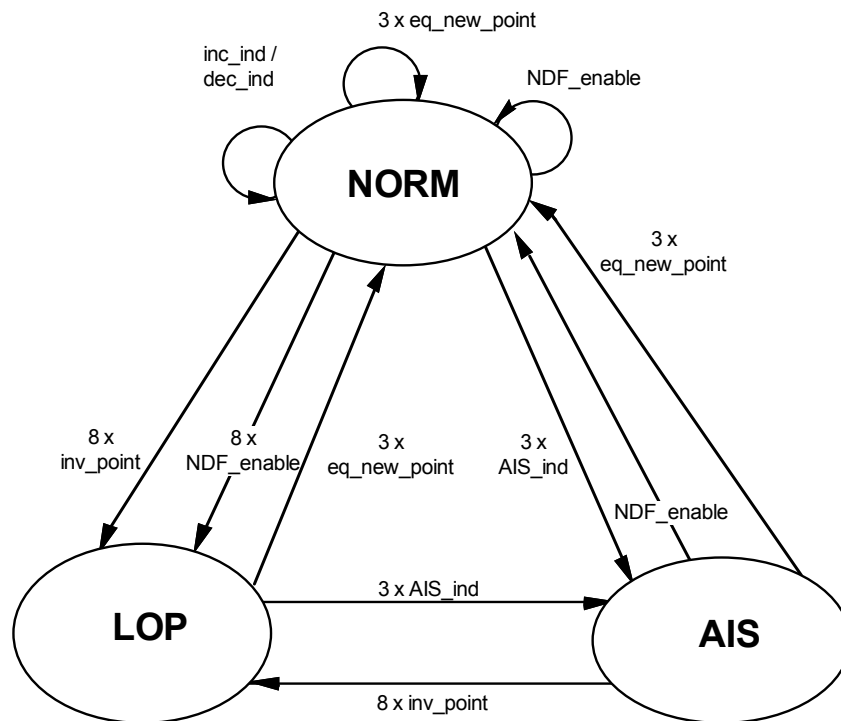 3 x eq_new_point
inc_ind /
dec_ind
NDF_enable
NORM
3 x
eq_new_point
8 x
inv_point
8 x
NDF_enable
3 x
eq_new_point
3 x
AIS_ind
NDF_enable
3 x AIS_ind
LOP
AIS
8 x inv_point